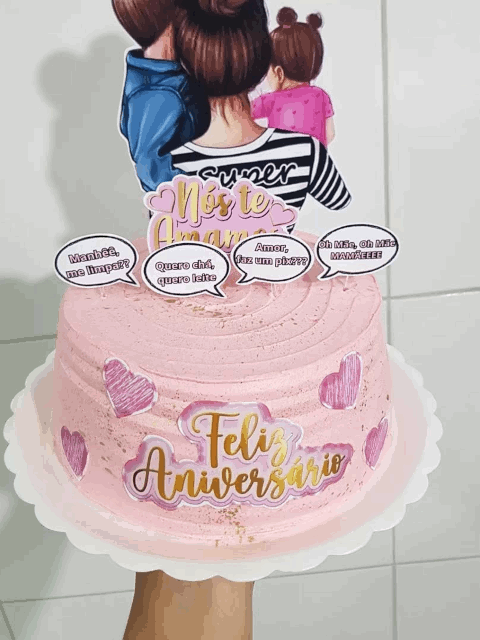 Super
Nós te
Amamos
Manhêê,
me limpa??
Quero chá,
quero leite
Amor,
faz um pix???
Oh Mãe, Oh Mãe
MAMÃEEEE
Feliz
Aniversário